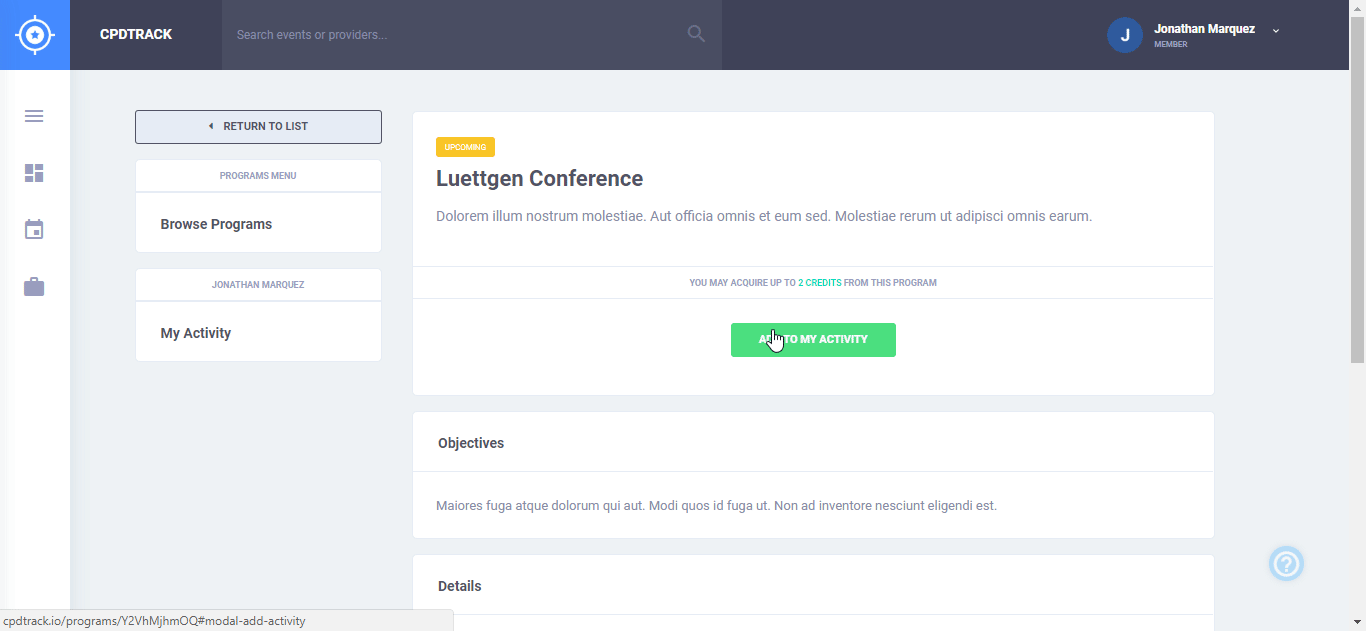 CPDTRACK
Search events or providers...
J
Jonathan Marquez
MEMBER
RETURN TO LIST
PROGRAMS MENU
Browse Programs
JONATHAN MARQUEZ
My Activity
UPCOMING
Luettgen Conference
Dolorem illum nostrum molestiae. Aut officia omnis et eum sed. Molestiae rerum ut adipisci omnis earum.
YOU MAY ACQUIRE UP TO 2 CREDITS FROM THIS PROGRAM
TO MY ACTIVITY
Objectives
Maiores fuga atque dolorum qui aut. Modi quos id fuga ut. Non ad inventore nesciunt eligendi est.
Details
cpdtrack.io/programs/Y2VhMjhmOQ#modal-add-activity